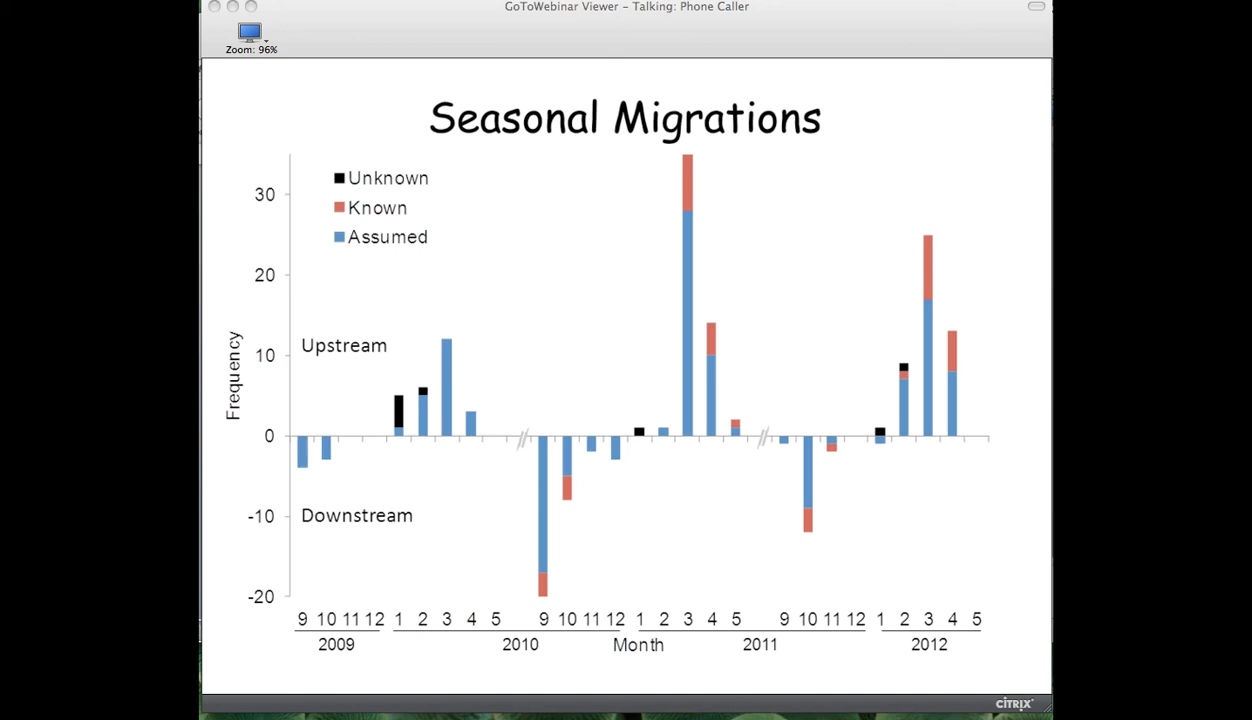 GoToWebinar Viewer – Talking: Phone Caller
Zoom: 96%
Seasonal Migrations
Unknown
Known
Assumed
30
20
10
0
-10
-20
Frequency
Upstream
Downstream
9 10 11 12 1 2 3 4 5 9 10 11 12 1 2 3 4 5 9 10 11 12 1 2 3 4 5
2009 2010 Month 2011 2012
CITRIX